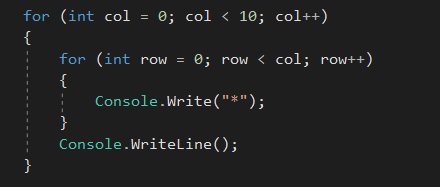 for (int col = 0; col < 10; col++)
{
    for (int row = 0; row < col; row++)
    {
        Console.Write("*");
    }
    Console.WriteLine();
}